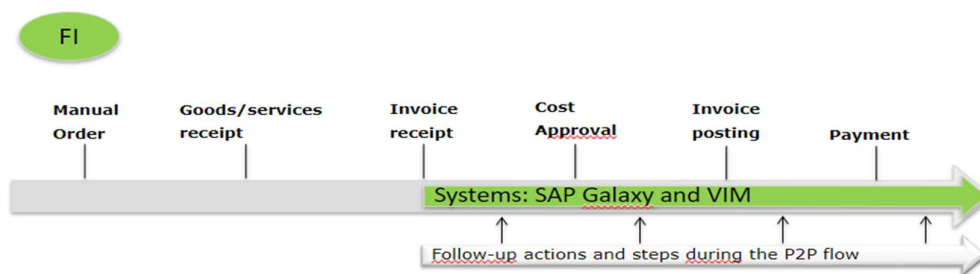 FI
Manual
Order
Goods/services
receipt
Invoice
receipt
Cost
Approval
Invoice
posting
Payment
Systems: SAP Galaxy and VIM
Follow-up actions and steps during the P2P flow